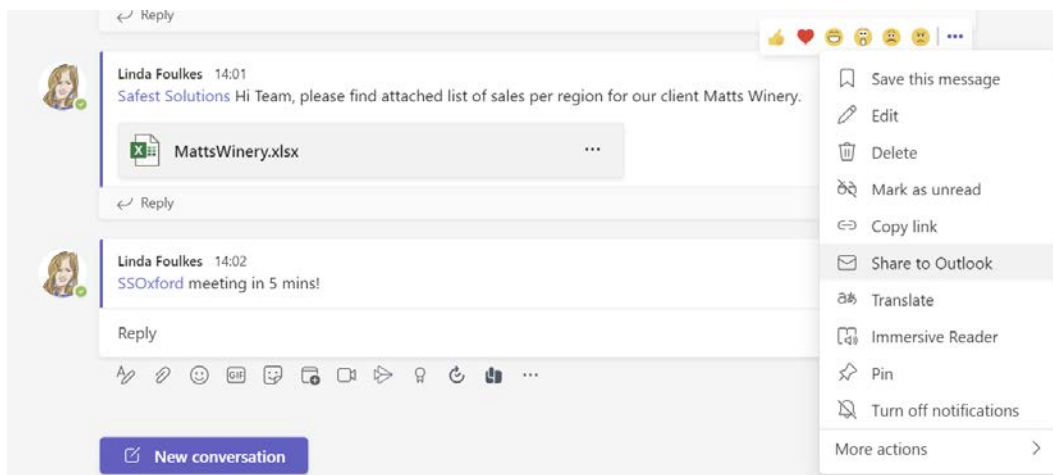 Reply
Linda Foulkes 14:01
Safest Solutions Hi Team, please find attached list of sales per region for our client Matts Winery.
MattsWinery.xlsx
Reply
Linda Foulkes 14:02
SSOxford meeting in 5 mins!
Reply
GIF
New conversation
Save this message
Edit
Delete
Mark as unread
Copy link
Share to Outlook
Translate
Immersive Reader
Pin
Turn off notifications
More actions